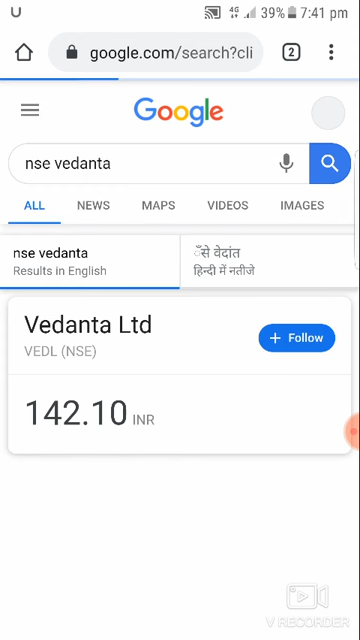 4G 39% 7:41 pm
google.com/search?cli
2
Google
nse vedanta
ALL NEWS MAPS VIDEOS IMAGES
nse vedanta
Results in English
ँसे वेदांत
हिन्दी में नतीजे
Vedanta Ltd
VEDL (NSE)
+ Follow
142.10 INR
V RECORDER